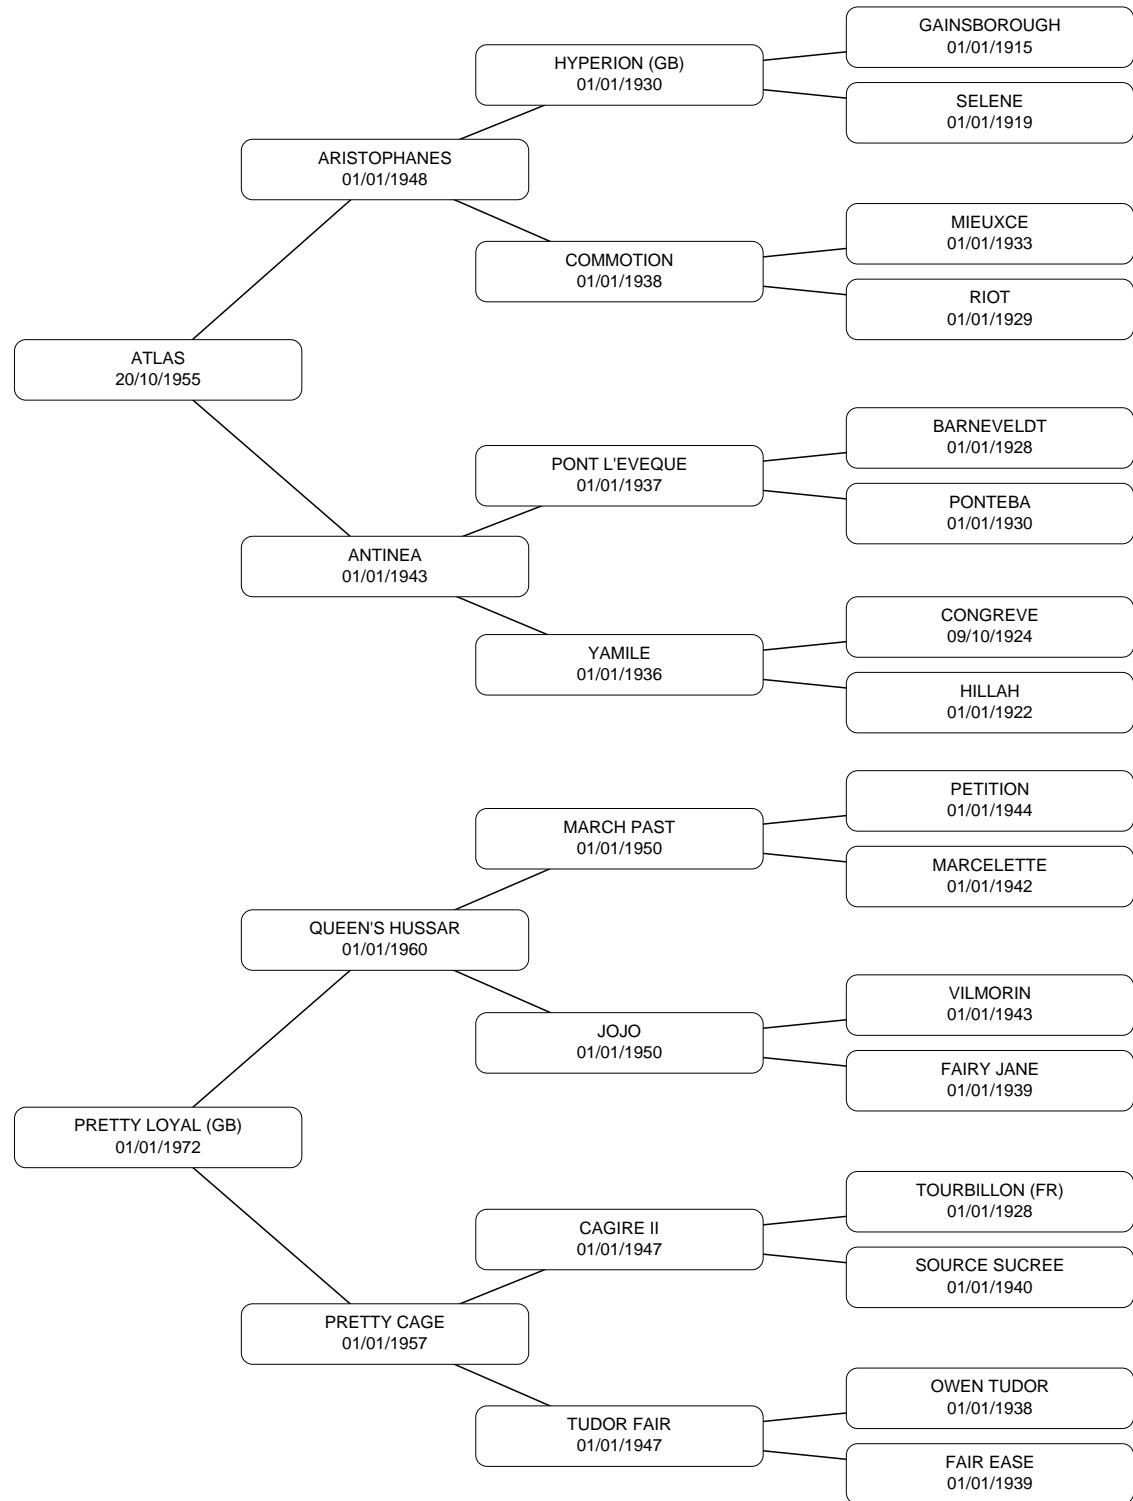 GAINSBOROUGH
01/01/1915
HYPERION (GB)
01/01/1930
SELENE
01/01/1919
ARISTOPHANES
01/01/1948
MIEUXCE
01/01/1933
COMMOTION
01/01/1938
RIOT
01/01/1929
ATLAS
20/10/1955
BARNEVELDT
01/01/1928
PONT L'EVEQUE
01/01/1937
PONTEBA
01/01/1930
ANTINEA
01/01/1943
CONGREVE
09/10/1924
YAMILE
01/01/1936
HILLAH
01/01/1922
PETITION
01/01/1944
MARCH PAST
01/01/1950
MARCELETTE
01/01/1942
QUEEN'S HUSSAR
01/01/1960
VILMORIN
01/01/1943
JOJO
01/01/1950
FAIRY JANE
01/01/1939
PRETTY LOYAL (GB)
01/01/1972
TOURBILLON (FR)
01/01/1928
CAGIRE II
01/01/1947
SOURCE SUCREE
01/01/1940
PRETTY CAGE
01/01/1957
OWEN TUDOR
01/01/1938
TUDOR FAIR
01/01/1947
FAIR EASE
01/01/1939